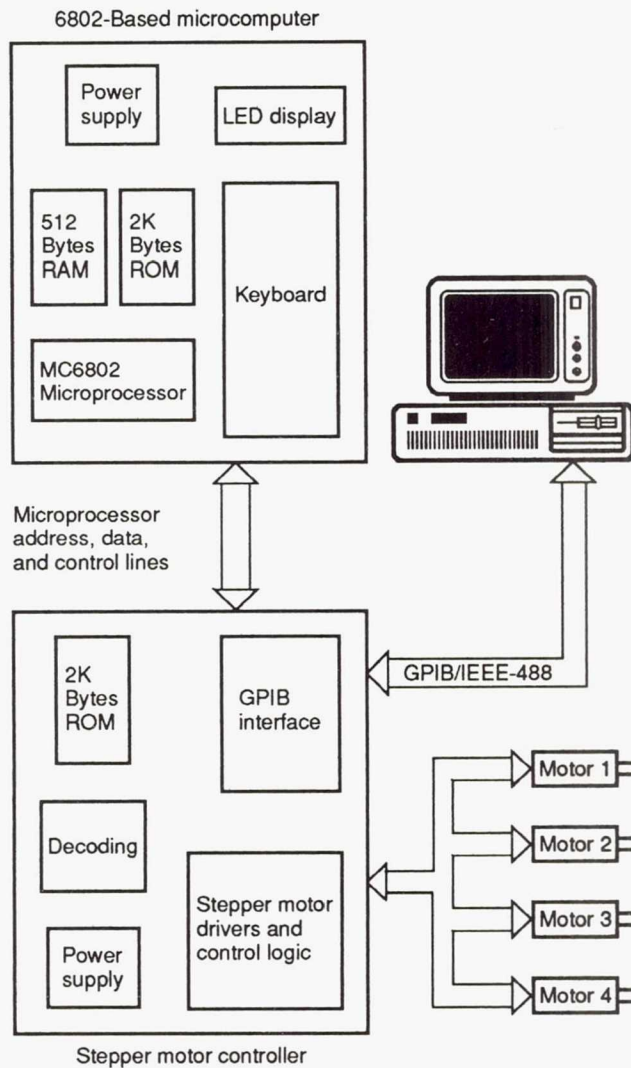 6802-Based microcomputer
Power
supply
LED display
512
Bytes
RAM
2K
Bytes
ROM
Keyboard
MC6802
Microprocessor
Microprocessor
address, data,
and control lines
2K
Bytes
ROM
GPIB
interface
GPIB/IEEE-488
Decoding
Stepper motor
drivers and
control logic
Power
supply
Motor 1
Motor 2
Motor 3
Motor 4
Stepper motor controller